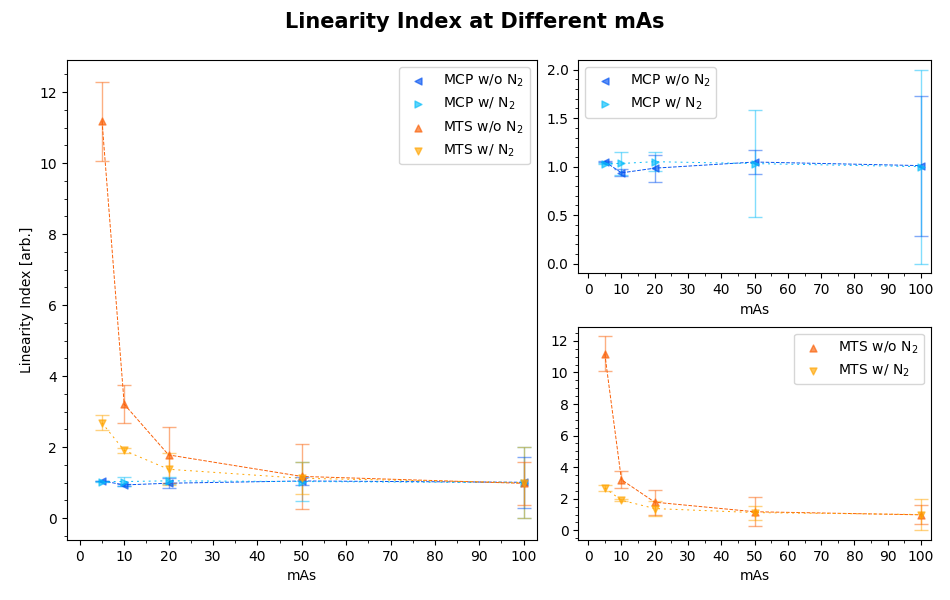 Linearity Index at Different mAs
Linearity Index [arb.]
12
10
8
6
4
2
0
0 10 20 30 40 50 60 70 80 90 100
mAs
MCP w/o N₂
MCP w/ N₂
MTS w/o N₂
MTS w/ N₂
2.0
1.5
1.0
0.5
0.0
0 10 20 30 40 50 60 70 80 90 100
mAs
MCP w/o N₂
MCP w/ N₂
12
10
8
6
4
2
0
0 10 20 30 40 50 60 70 80 90 100
mAs
MTS w/o N₂
MTS w/ N₂